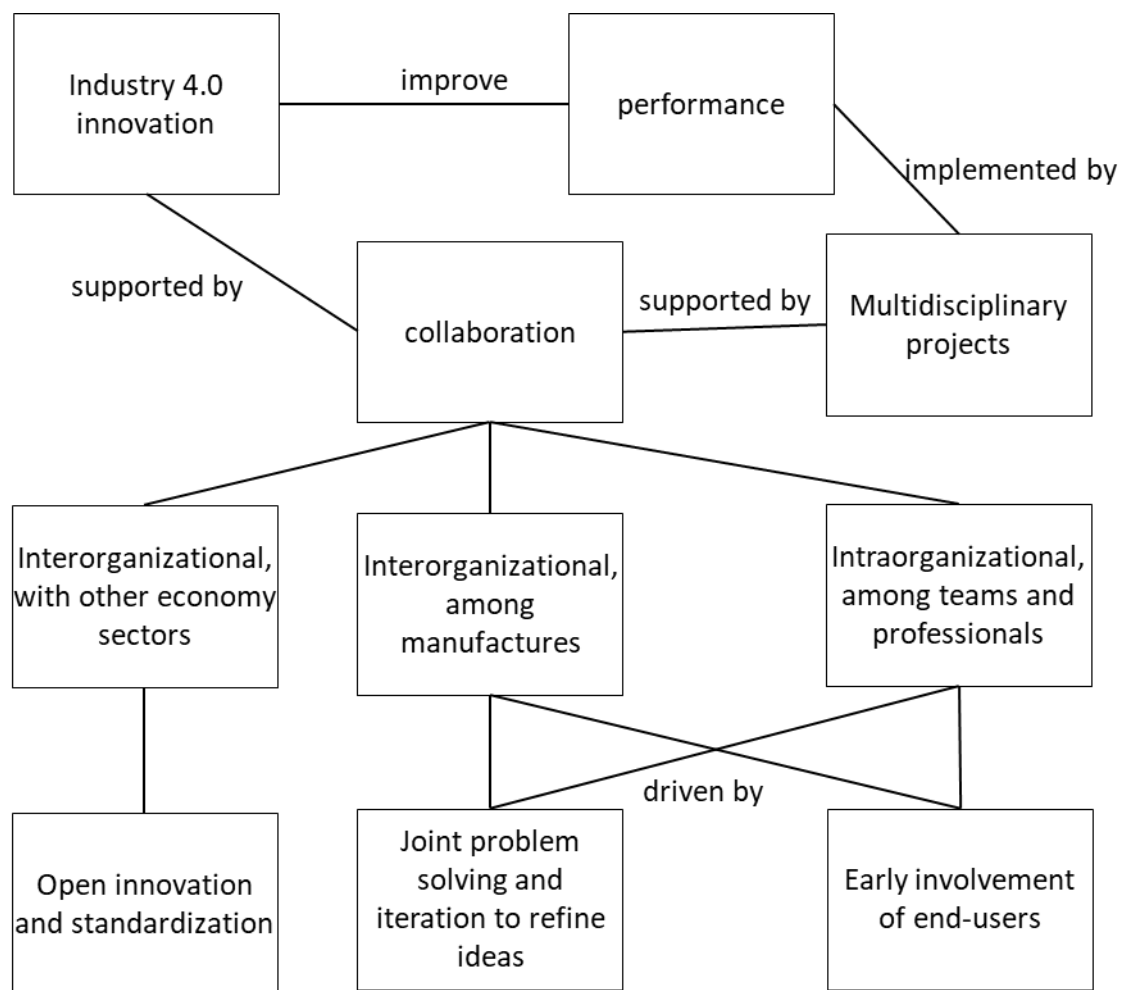 Industry 4.0
innovation
improve
performance
implemented by
supported by
collaboration
supported by
Multidisciplinary
projects
Interorganizational,
with other economy
sectors
Interorganizational,
among
manufactures
Intraorganizational,
among teams and
professionals
driven by
Open innovation
and standardization
Joint problem
solving and
iteration to refine
ideas
Early involvement
of end-users